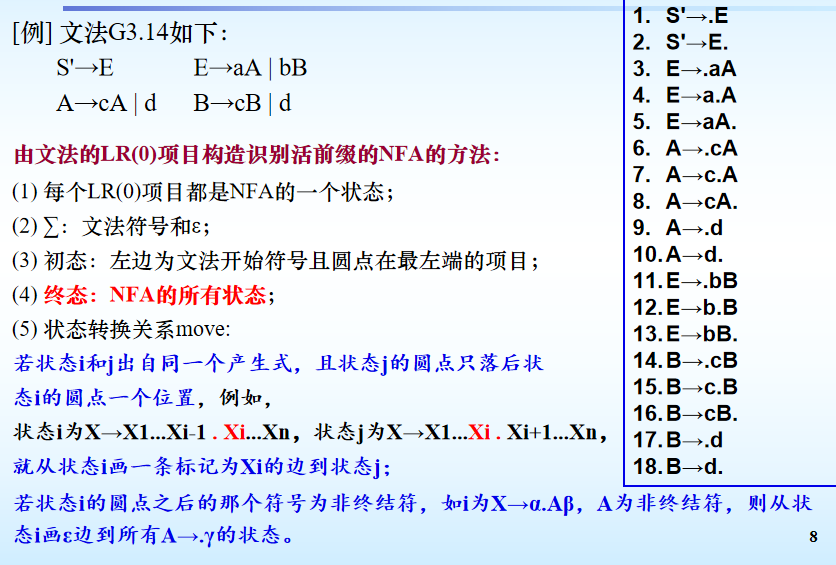 [例] 文法G3.14如下：
S'→E E→aA | bB
A→cA | d B→cB | d
由文法的LR(0)项目构造识别活前缀的NFA的方法：
(1) 每个LR(0)项目都是NFA的一个状态；
(2) ∑：文法符号和ε；
(3) 初态：左边为文法开始符号且圆点在最左端的项目；
(4) 终态：NFA的所有状态；
(5) 状态转换关系move:
若状态i和j出自同一个产生式，且状态j的圆点只落后状
态i的圆点一个位置，例如，
状态i为X→X1...Xi-1 . Xi...Xn，状态j为X→X1...Xi . Xi+1...Xn，
就从状态i画一条标记为Xi的边到状态j；
若状态i的圆点之后的那个符号为非终结符，如i为X→α.Aβ，A为非终结符，则从状
态i画ε边到所有A→.γ的状态。
1. S'→.E
2. S'→E.
3. E→.aA
4. E→a.A
5. E→aA.
6. A→.cA
7. A→c.A
8. A→cA.
9. A→.d
10. A→d.
11. E→.bB
12. E→b.B
13. E→bB.
14. B→.cB
15. B→c.B
16. B→cB.
17. B→.d
18. B→d.
8